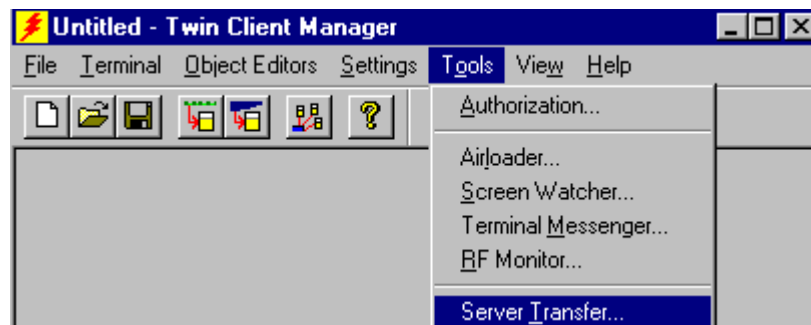 Untitled - Twin Client Manager
File Terminal Object Editors Settings Tools View Help
Authorization...
Airloader...
Screen Watcher...
Terminal Messenger...
RF Monitor...
Server Transfer...